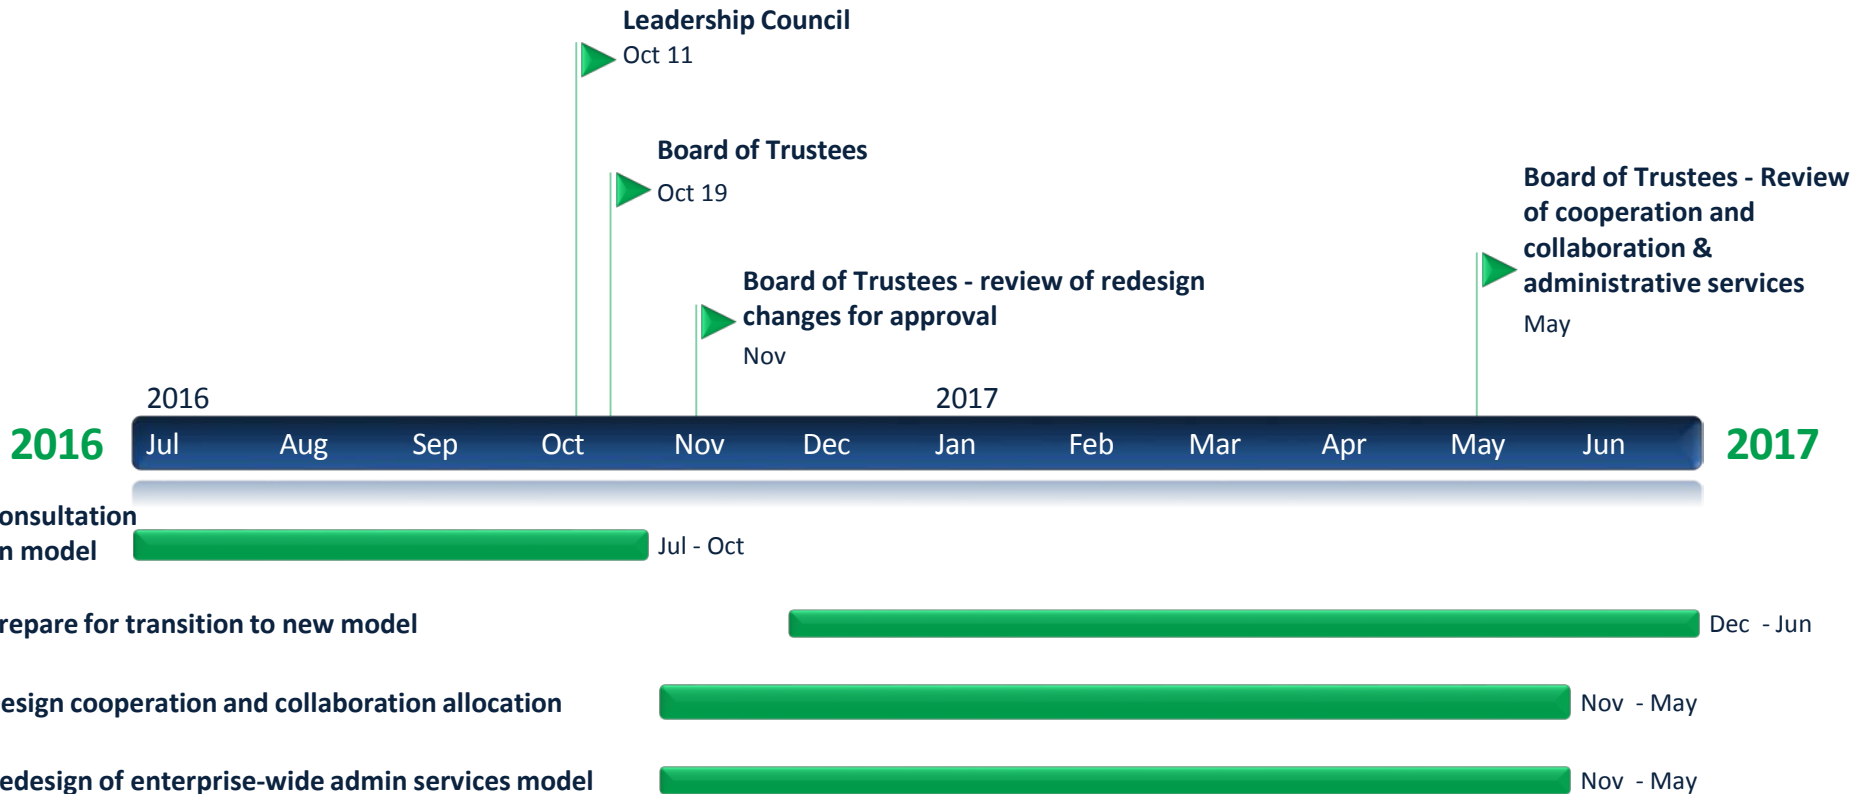 Leadership Council
Oct 11
Board of Trustees
Oct 19
Board of Trustees - Review
of cooperation and
collaboration &
administrative services
May
Board of Trustees - review of redesign
changes for approval
Nov
2016
2017
2016 Jul Aug Sep Oct Nov Dec Jan Feb Mar Apr May Jun 2017
onsultation
n model
Jul - Oct
repare for transition to new model
Dec - Jun
esign cooperation and collaboration allocation
Nov - May
edesign of enterprise-wide admin services model
Nov - May